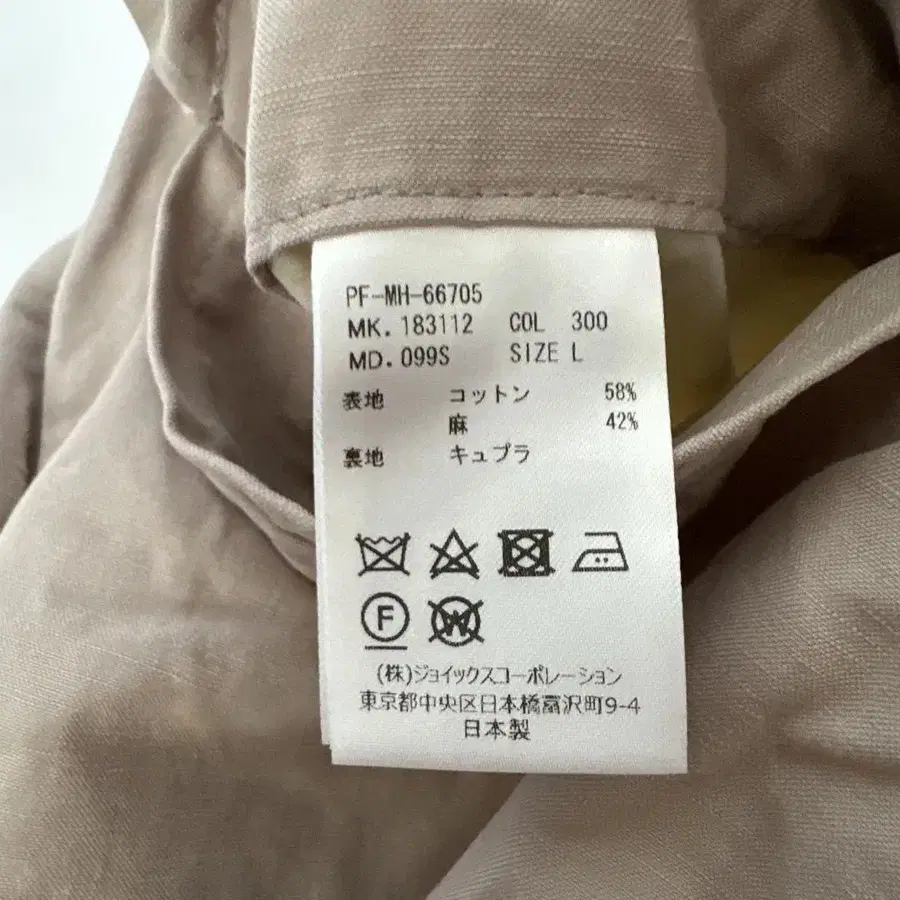 PF-MH-66705
MK. 183112 COL 300
MD. 099S SIZE L
表地 コットン 58%
麻 42%
裏地 キュプラ
F W
(株)ジョイックスコーポレーション
東京都中央区日本橋富沢町9-4
日本製